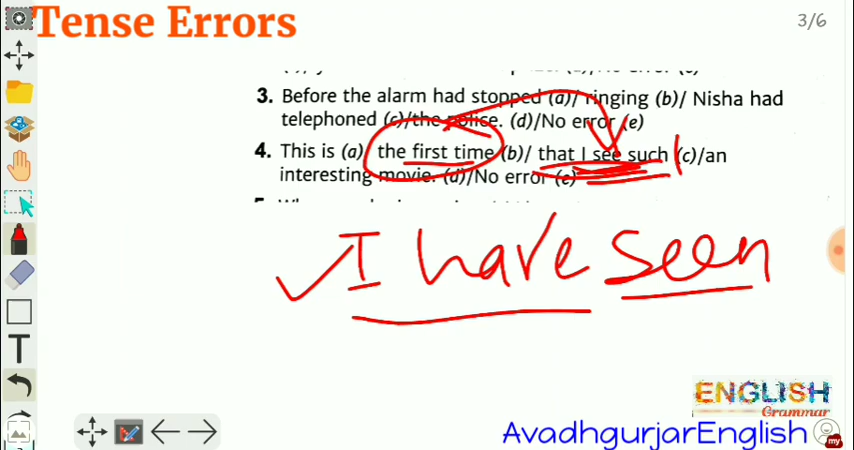 Tense Errors
3/6
3. Before the alarm had stopped (a)/ ringing (b)/ Nisha had
telephoned (c)/the police. (d)/No error (e)
4. This is (a)/ the first time (b)/ that I see such (c)/an
interesting movie. (d)/No error (e)
I have seen
ENGLISH
Grammar
AvadhgurjarEnglish
my
T